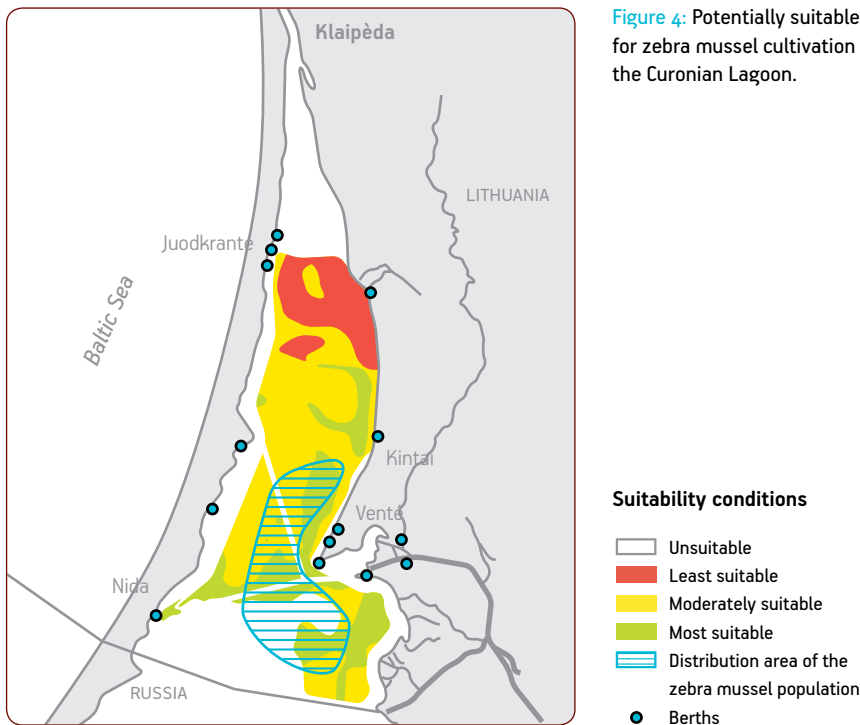 Figure 4: Potentially suitable
for zebra mussel cultivation
the Curonian Lagoon.
Klaipèda
LITHUANIA
Juodkrantė
Baltic Sea
Kintai
Ventė
Nida
RUSSIA
Suitability conditions
Unsuitable
Least suitable
Moderately suitable
Most suitable
Distribution area of the
zebra mussel population
Berths